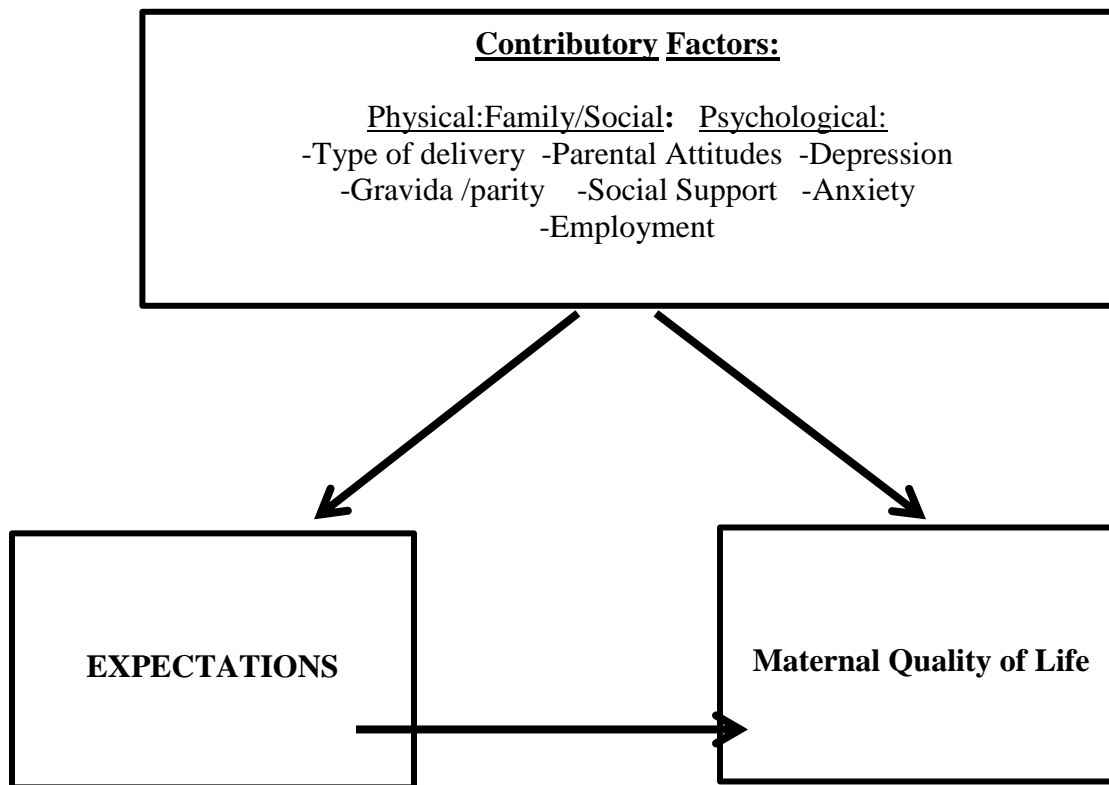 Contributory Factors:
Physical:Family/Social: Psychological:
-Type of delivery -Parental Attitudes -Depression
-Gravida /parity -Social Support -Anxiety
-Employment
EXPECTATIONS
Maternal Quality of Life